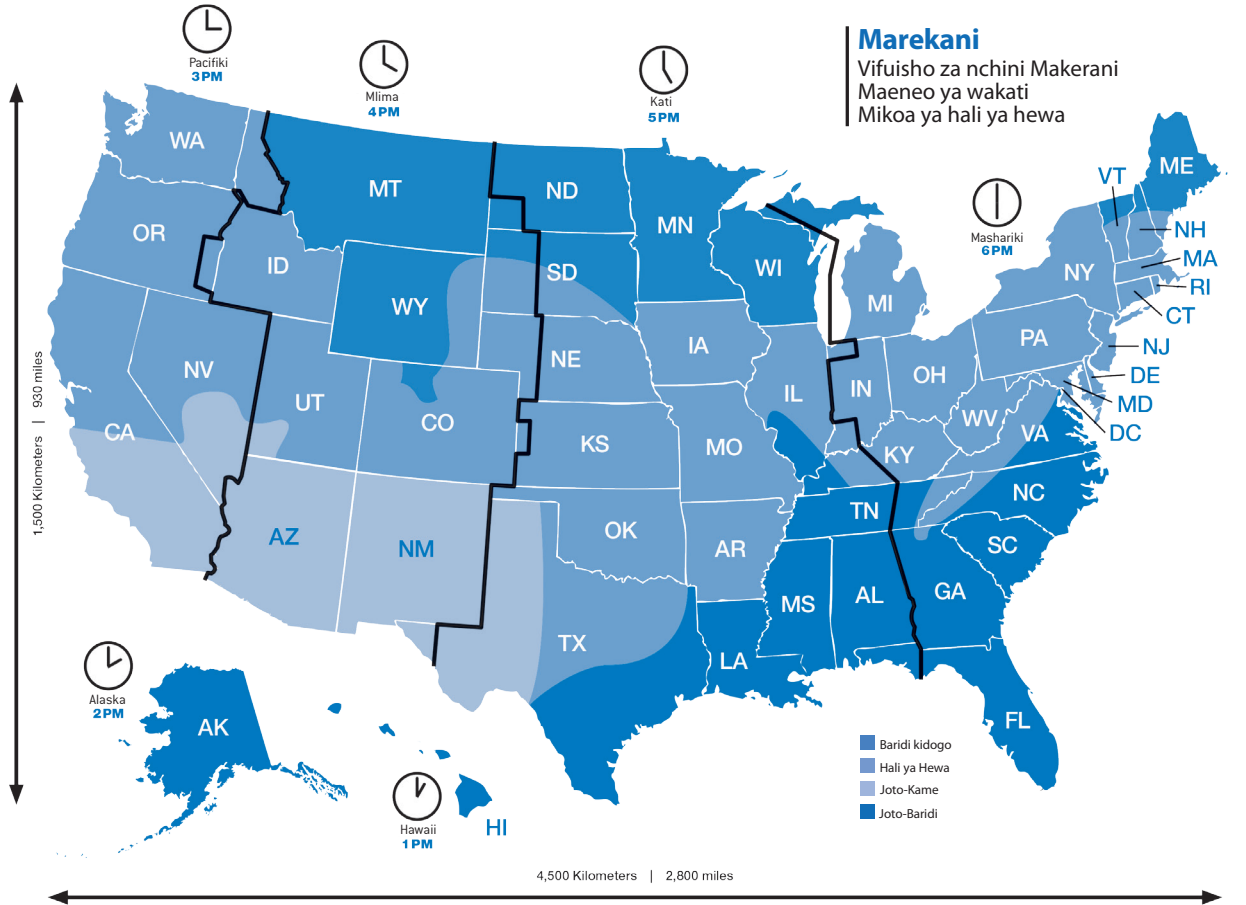 Marekani
Vifuisho za nchini Makerani
Maeneo ya wakati
Mikoa ya hali ya hewa
Pacifiki
3PM
Mlima
4PM
Kati
5PM
Mashariki
6PM
1,500 Kilometers | 930 miles
WA
MT
ND
MN
VT
ME
OR
ID
WY
SD
WI
MI
NY
NH
MA
RI
CT
NV
UT
CO
NE
IA
IL
IN
OH
PA
NJ
DE
MD
DC
CA
KS
MO
KY
WV
VA
AZ
NM
OK
AR
TN
NC
SC
TX
LA
MS
AL
GA
FL
Alaska
2PM
AK
Hawaii
1PM
HI
Baridi kidogo
Hali ya Hewa
Joto-Kame
Joto-Baridi
4,500 Kilometers | 2,800 miles